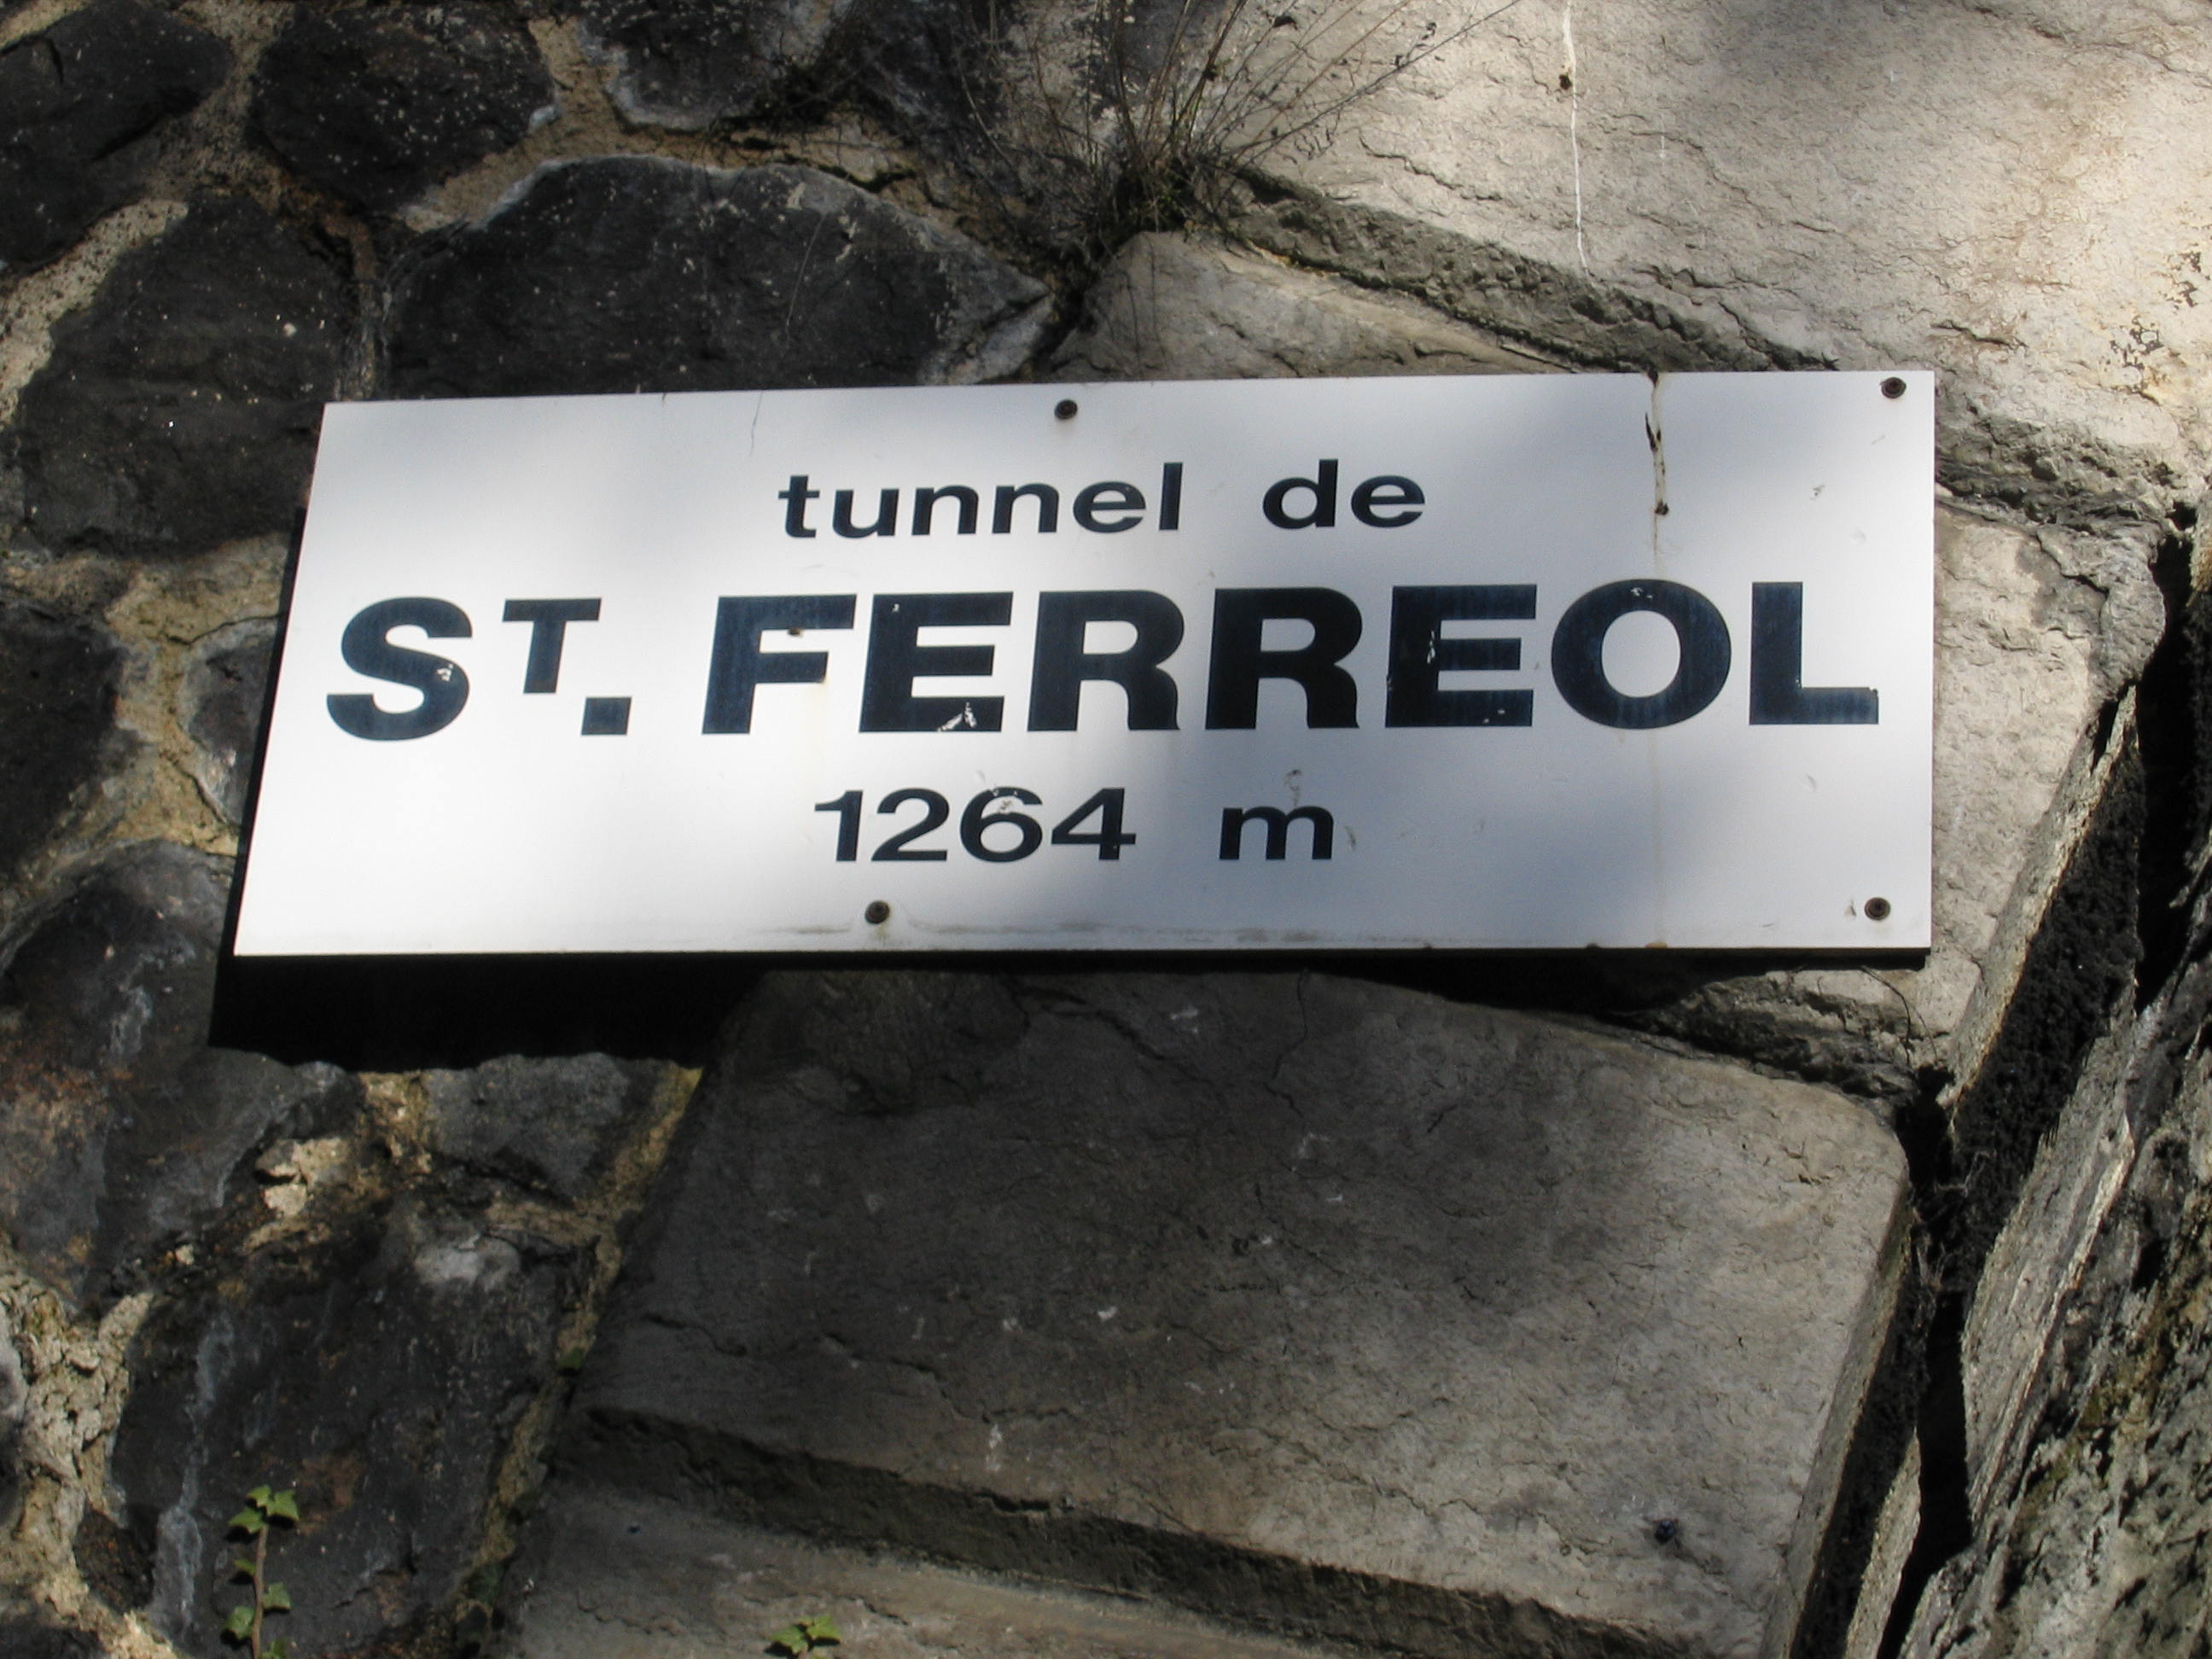 tunnel de
ST. FERREOL
1264 m